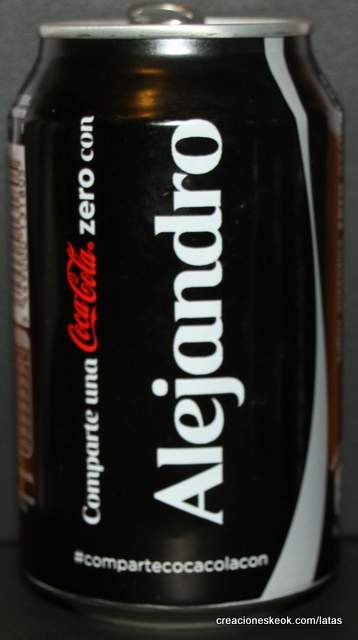 Comparte una Coca-Cola. zero con
Alejandro
#compartecocacolacon
creacioneskeok.com/latas